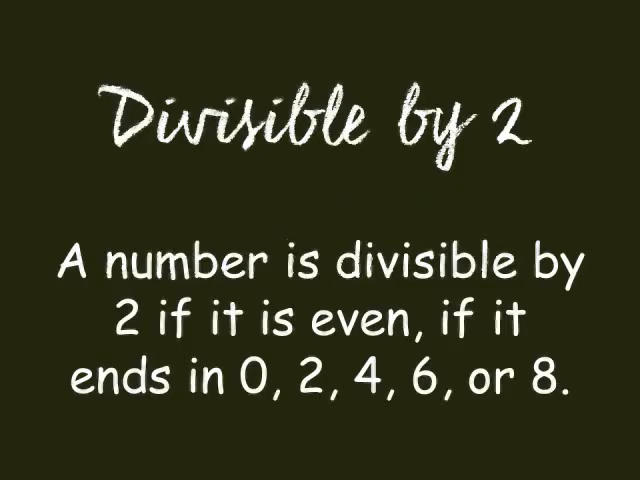 Divisible by 2
A number is divisible by
2 if it is even, if it
ends in 0, 2, 4, 6, or 8.